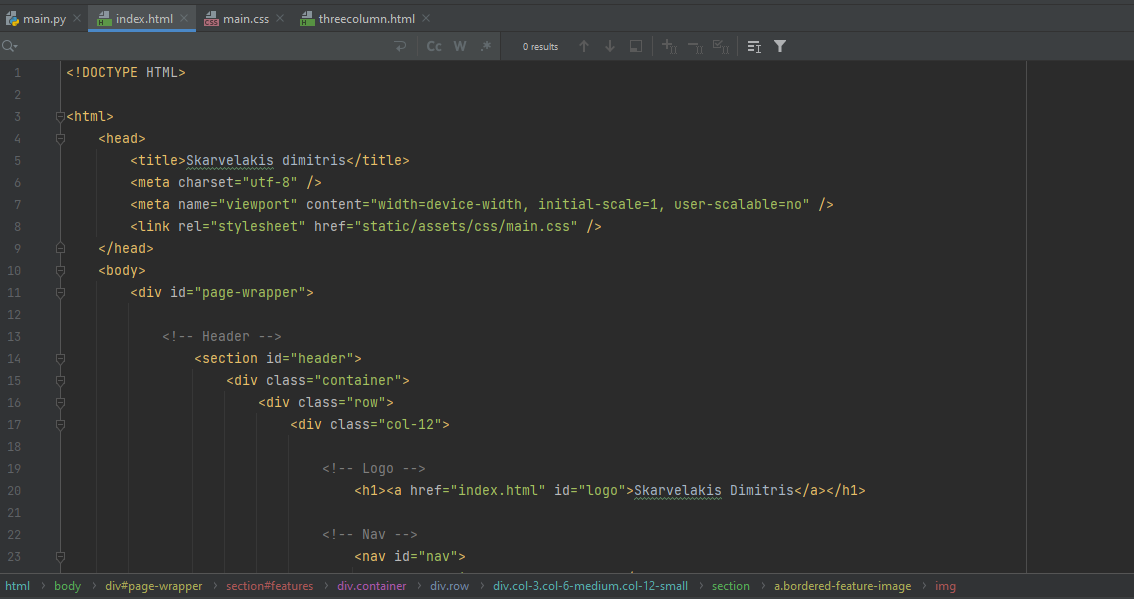 main.py index.html main.css threecolumn.html
Cc W .* 0 results
1 <!DOCTYPE HTML>
2
3 <html>
4 <head>
5 <title>Skarvelakis dimitris</title>
6 <meta charset="utf-8" />
7 <meta name="viewport" content="width=device-width, initial-scale=1, user-scalable=no" />
8 <link rel="stylesheet" href="static/assets/css/main.css" />
9 </head>
10 <body>
11 <div id="page-wrapper">
12
13 <!-- Header -->
14 <section id="header">
15 <div class="container">
16 <div class="row">
17 <div class="col-12">
18
19 <!-- Logo -->
20 <h1><a href="index.html" id="logo">Skarvelakis Dimitris</a></h1>
21
22 <!-- Nav -->
23 <nav id="nav">
html > body > div#page-wrapper > section#features > div.container > div.row > div.col-3.col-6-medium.col-12-small > section > a.bordered-feature-image > img